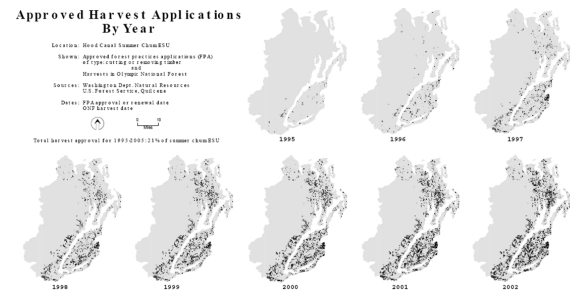 Approved Harvest Applications
By Year
Location: Hood Canal Summer Chum ESU
Shown: Approved forest practices applications (FPA)
of type: cutting or removing timber
and
Harvests in Olympic National Forest
Sources: Washington Dept. Natural Resources
U.S. Forest Service, Quilcene
Dates: FPA approval or renewal date
ONF harvest date
0 10
Miles
Total harvest approval for 1995-2005: 21% of summer chum ESU
1995
1996
1997
1998
1999
2000
2001
2002